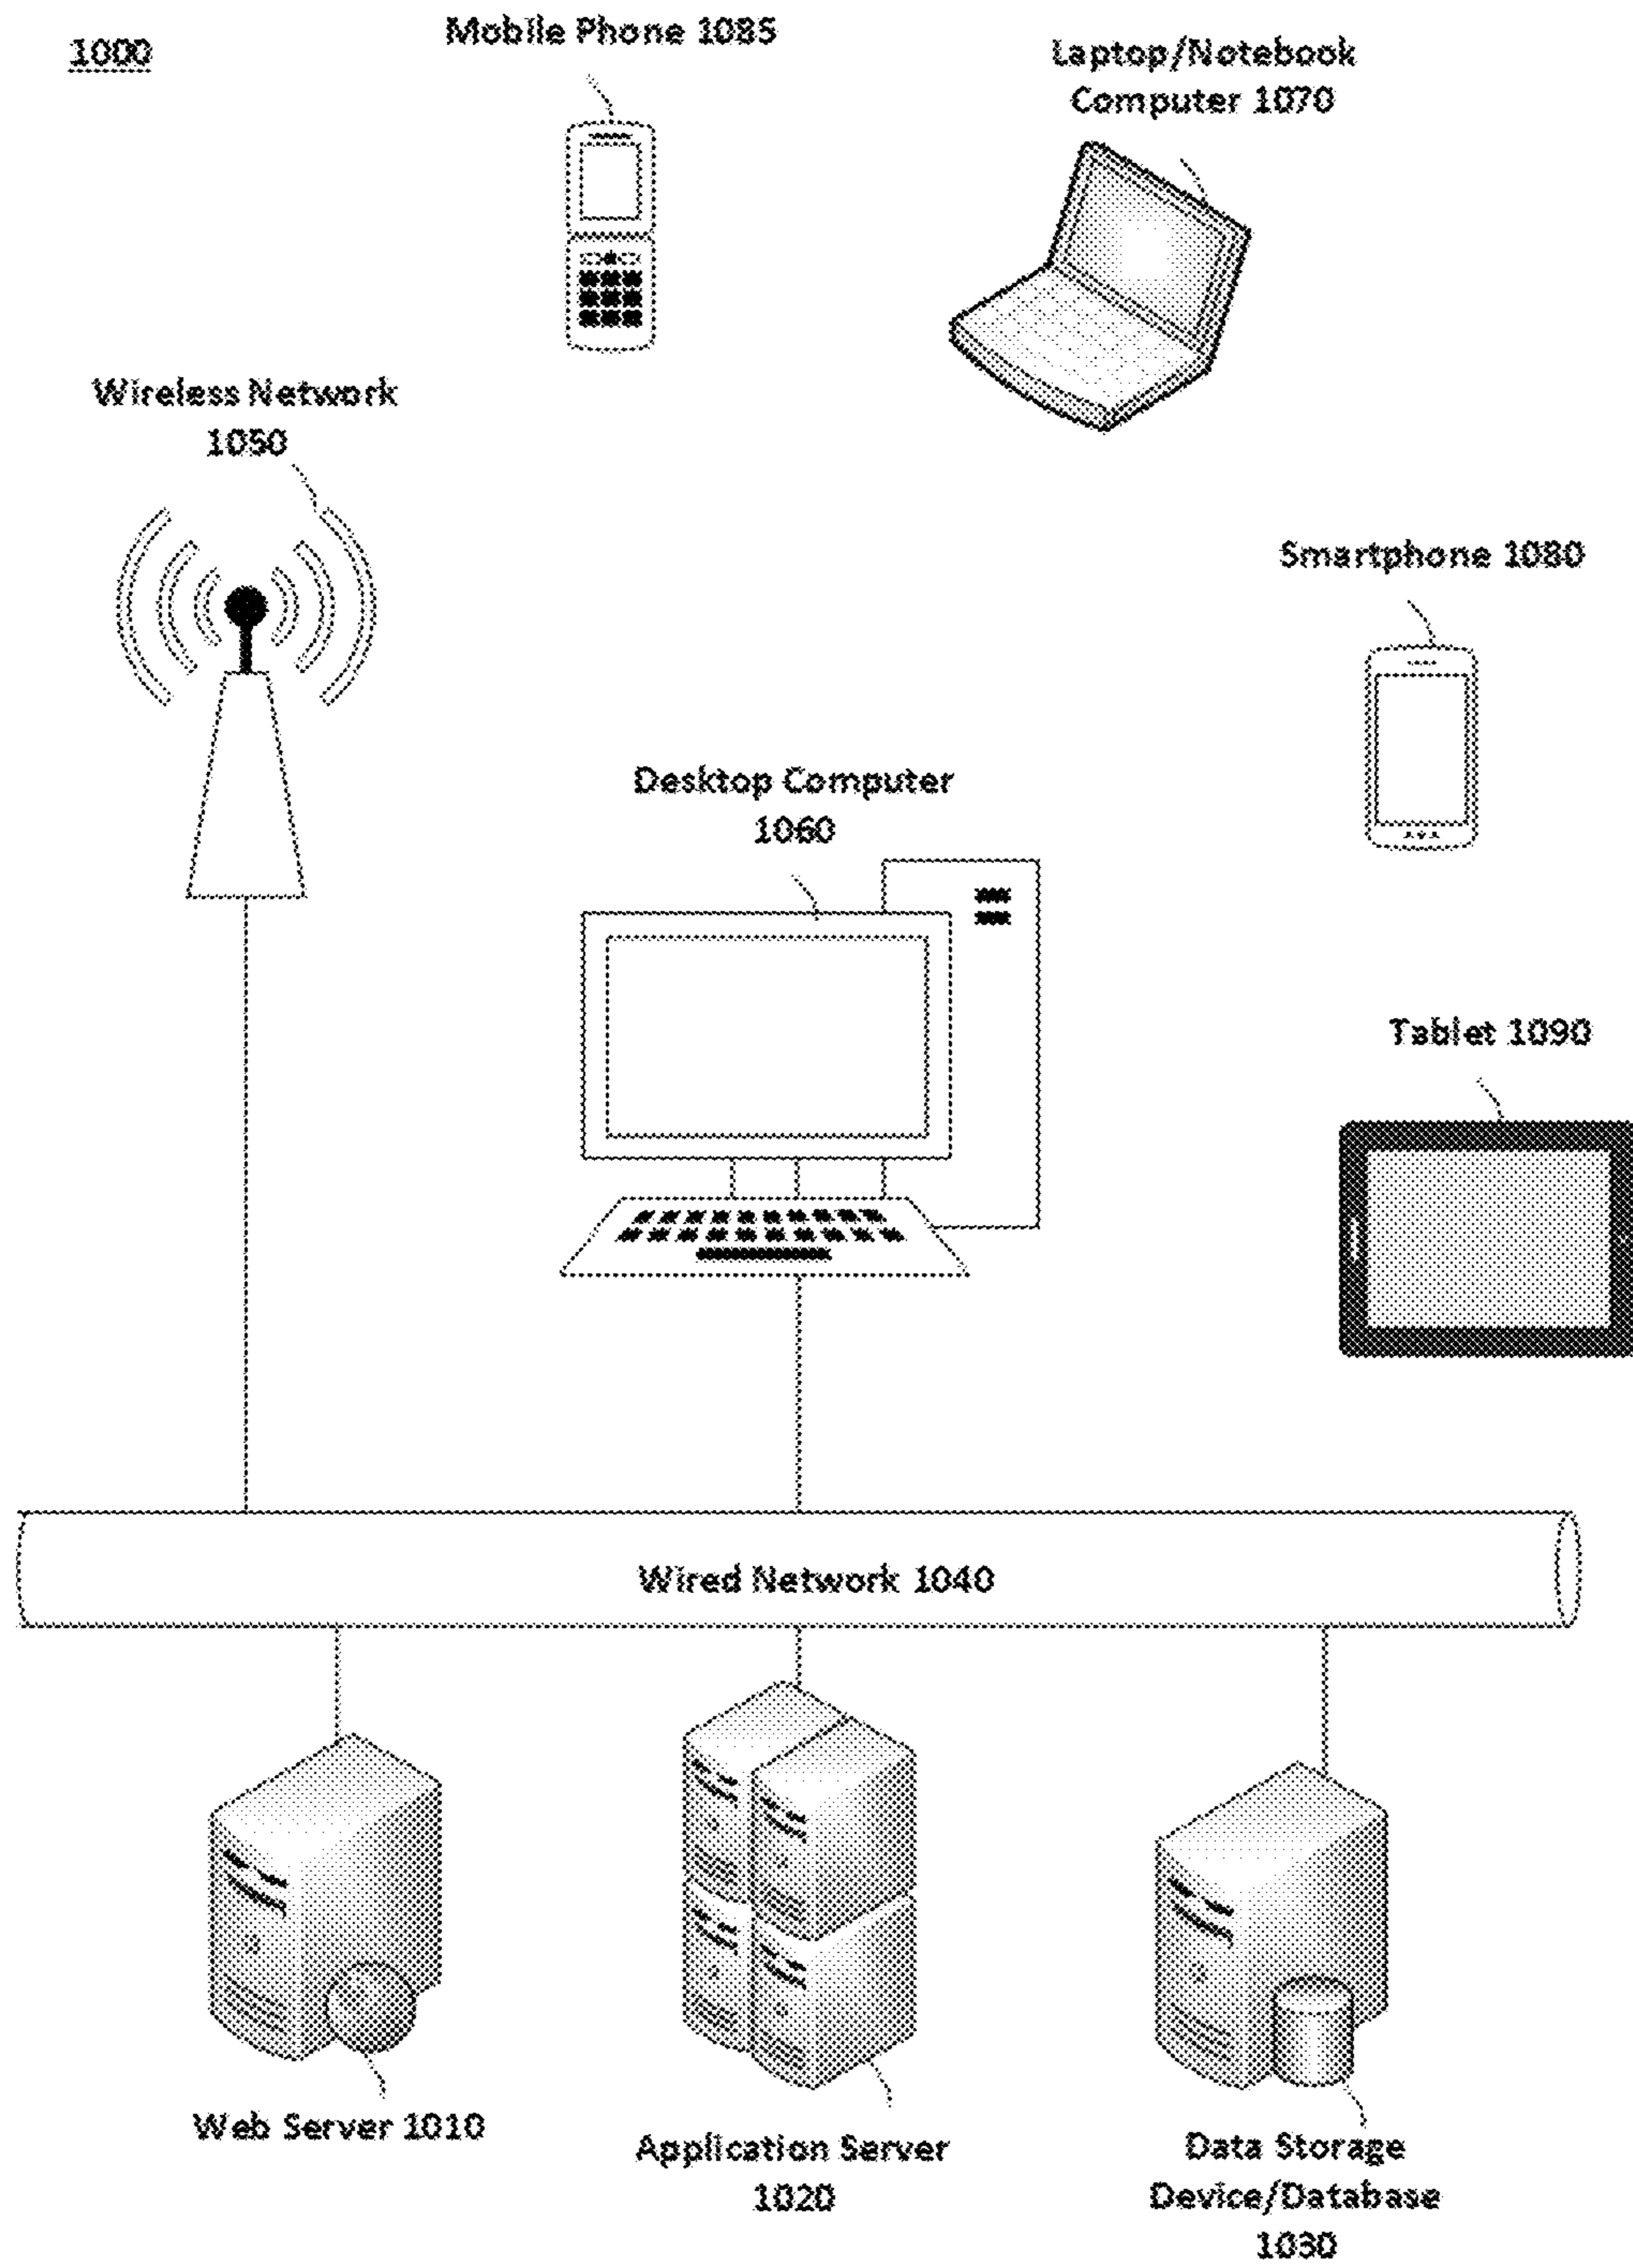 1000
Mobile Phone 1085
Laptop/Notebook
Computer 1070
Wireless Network
1050
Smartphone 1080
Desktop Computer
1060
Tablet 1090
Wired Network 1040
Web Server 1010
Application Server
1020
Data Storage
Device/Database
1030